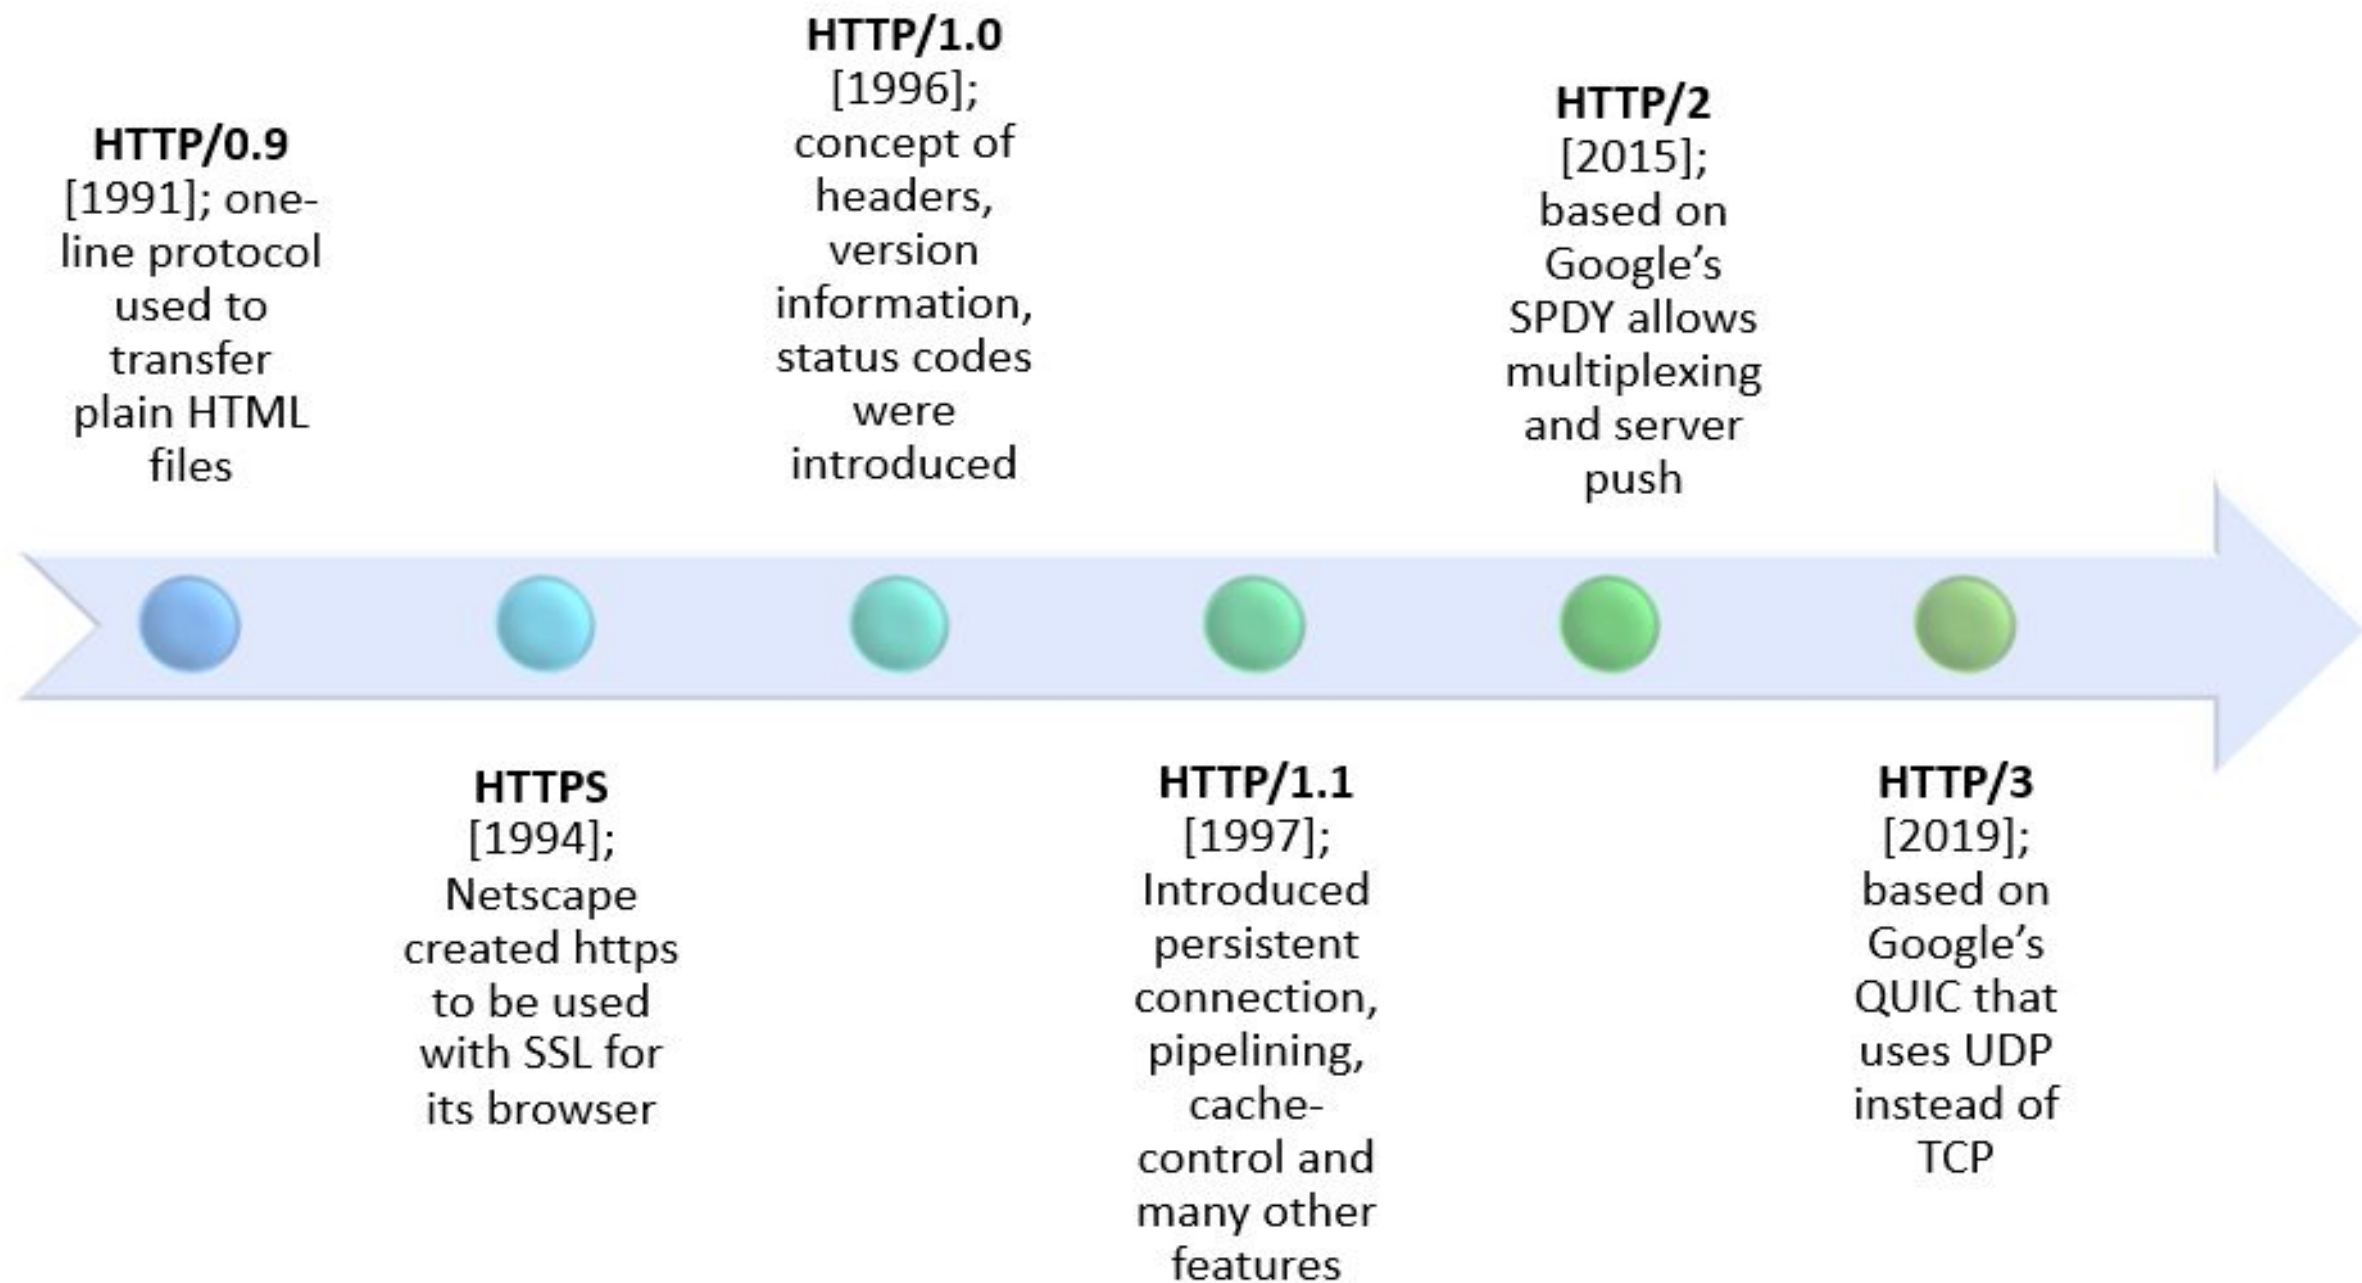 HTTP/0.9
[1991]; one-
line protocol
used to
transfer
plain HTML
files
HTTPS
[1994];
Netscape
created https
to be used
with SSL for
its browser
HTTP/1.0
[1996];
concept of
headers,
version
information,
status codes
were
introduced
HTTP/1.1
[1997];
Introduced
persistent
connection,
pipelining,
cache-
control and
many other
features
HTTP/2
[2015];
based on
Google’s
SPDY allows
multiplexing
and server
push
HTTP/3
[2019];
based on
Google’s
QUIC that
uses UDP
instead of
TCP